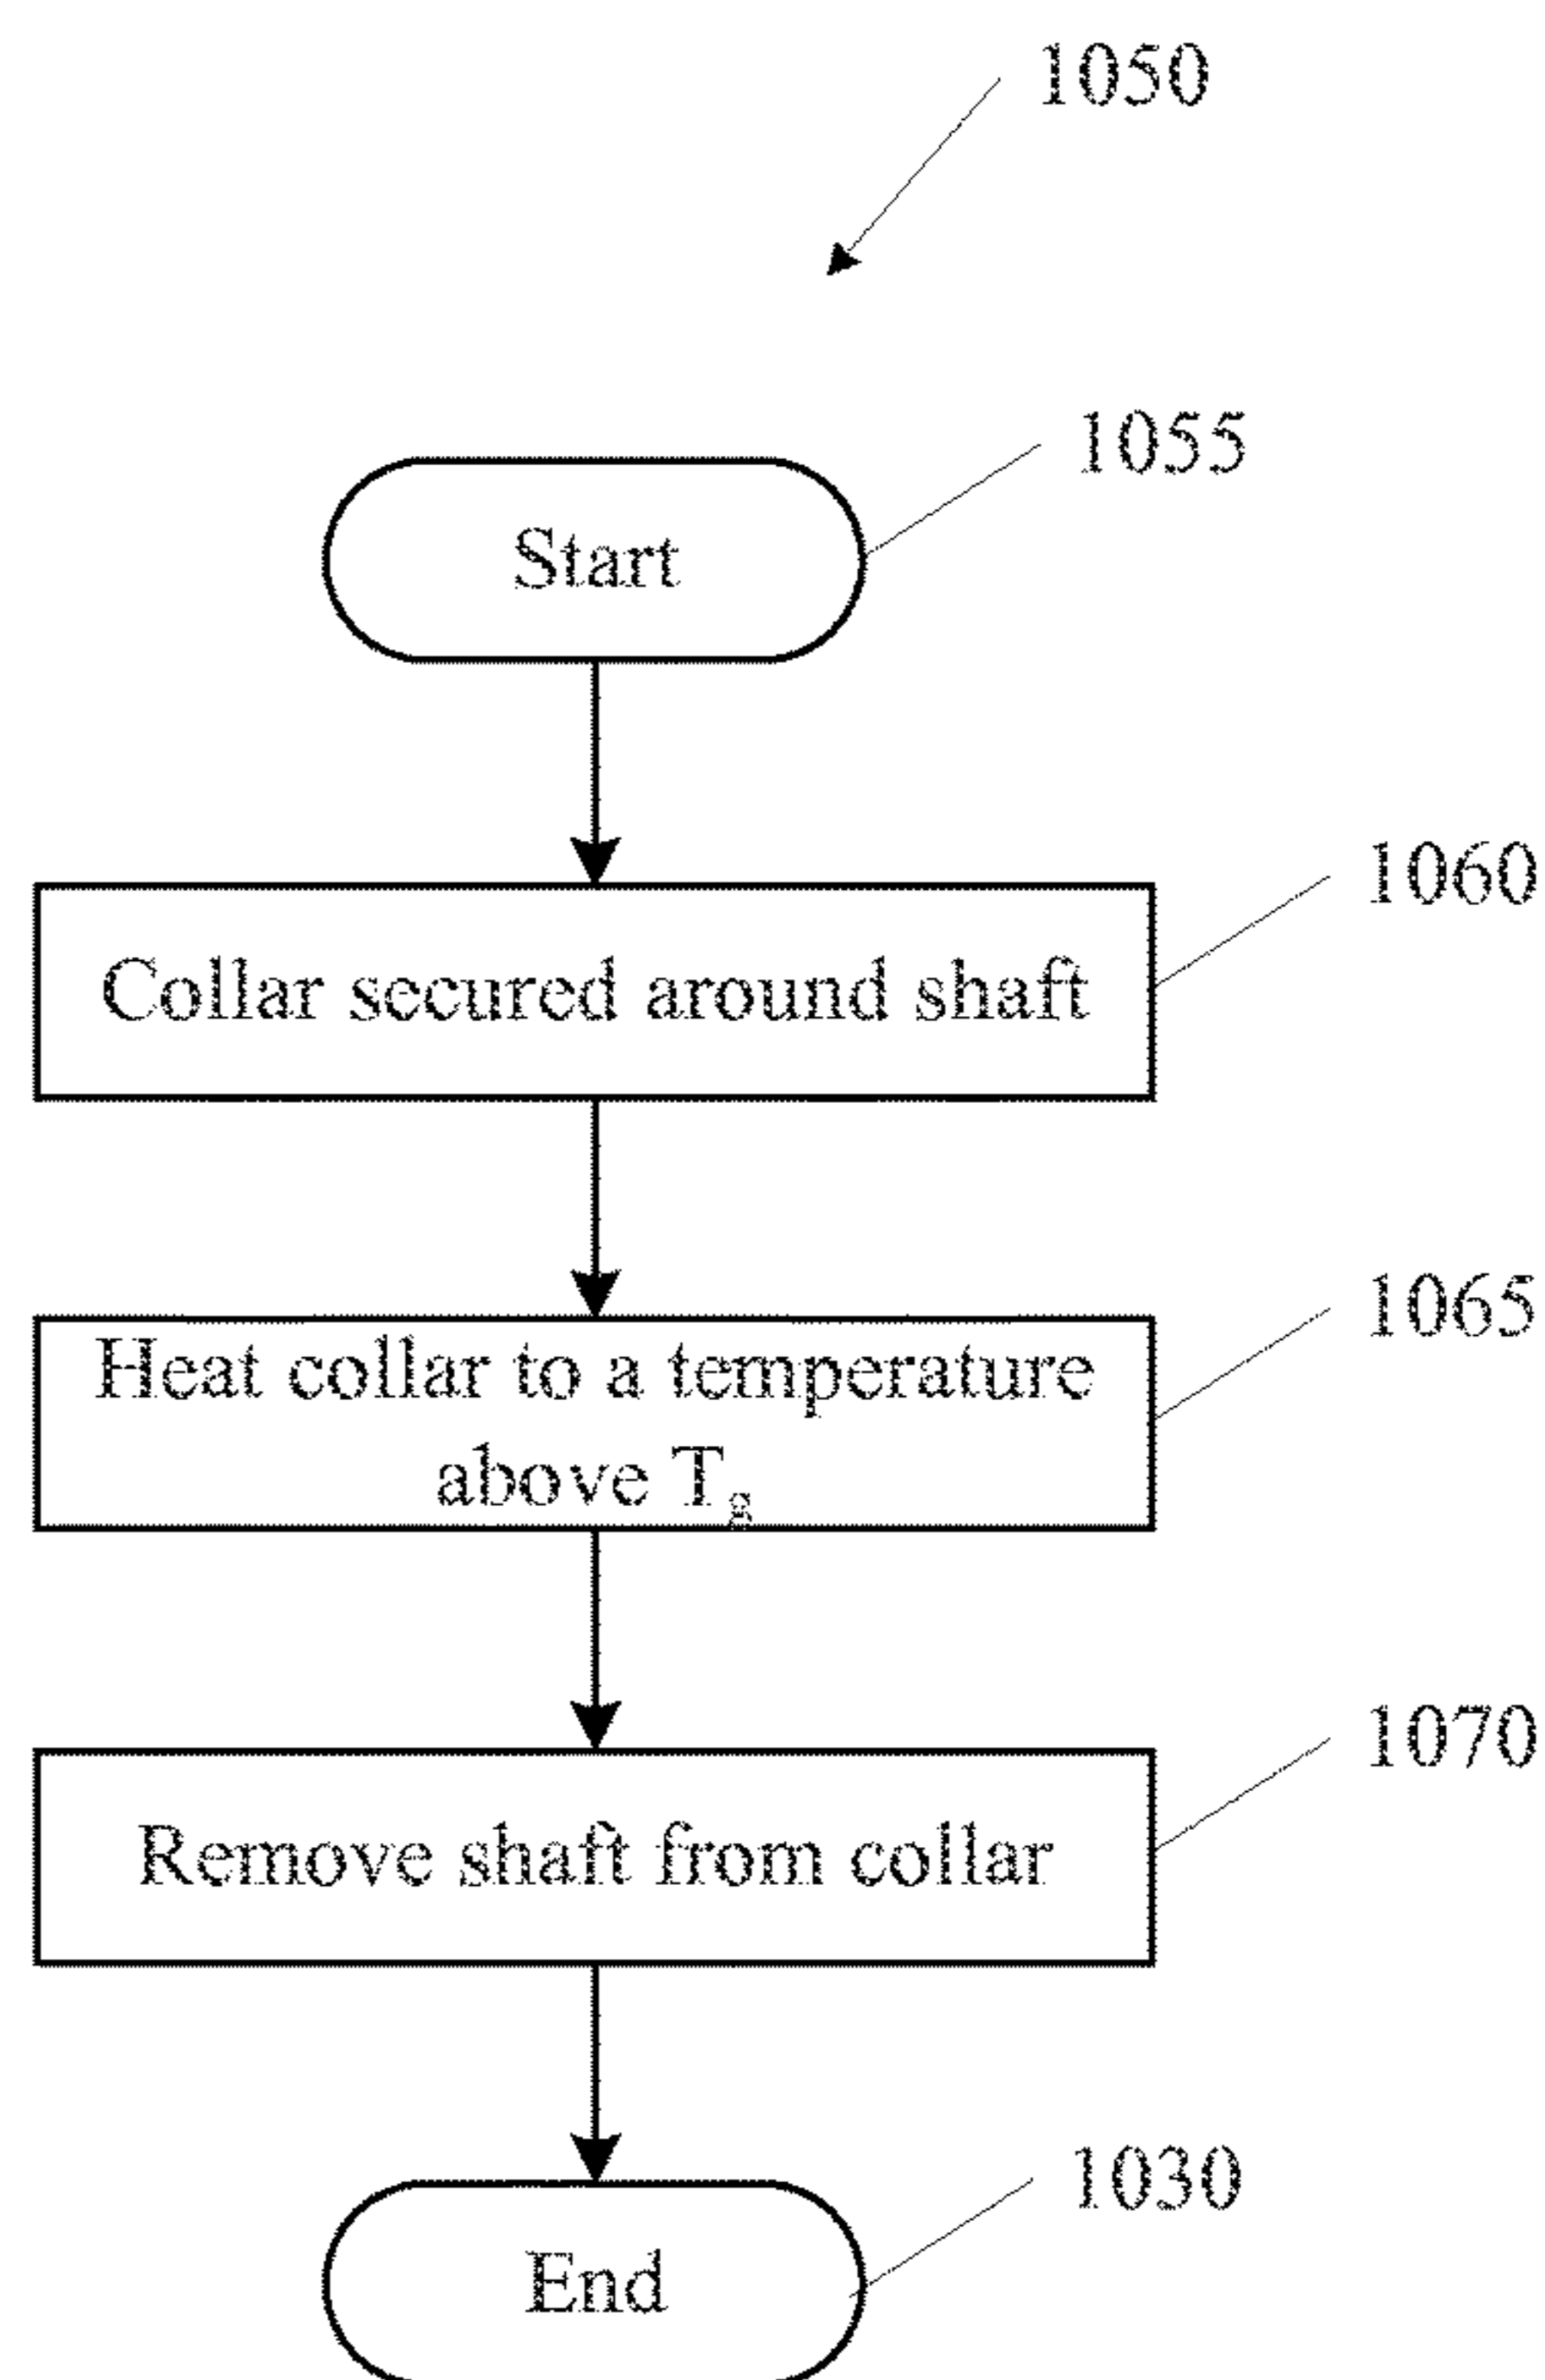 1050
1055
Start
1060
Collar secured around shaft
1065
Heat collar to a temperature
above Tg
1070
Remove shaft from collar
1030
End